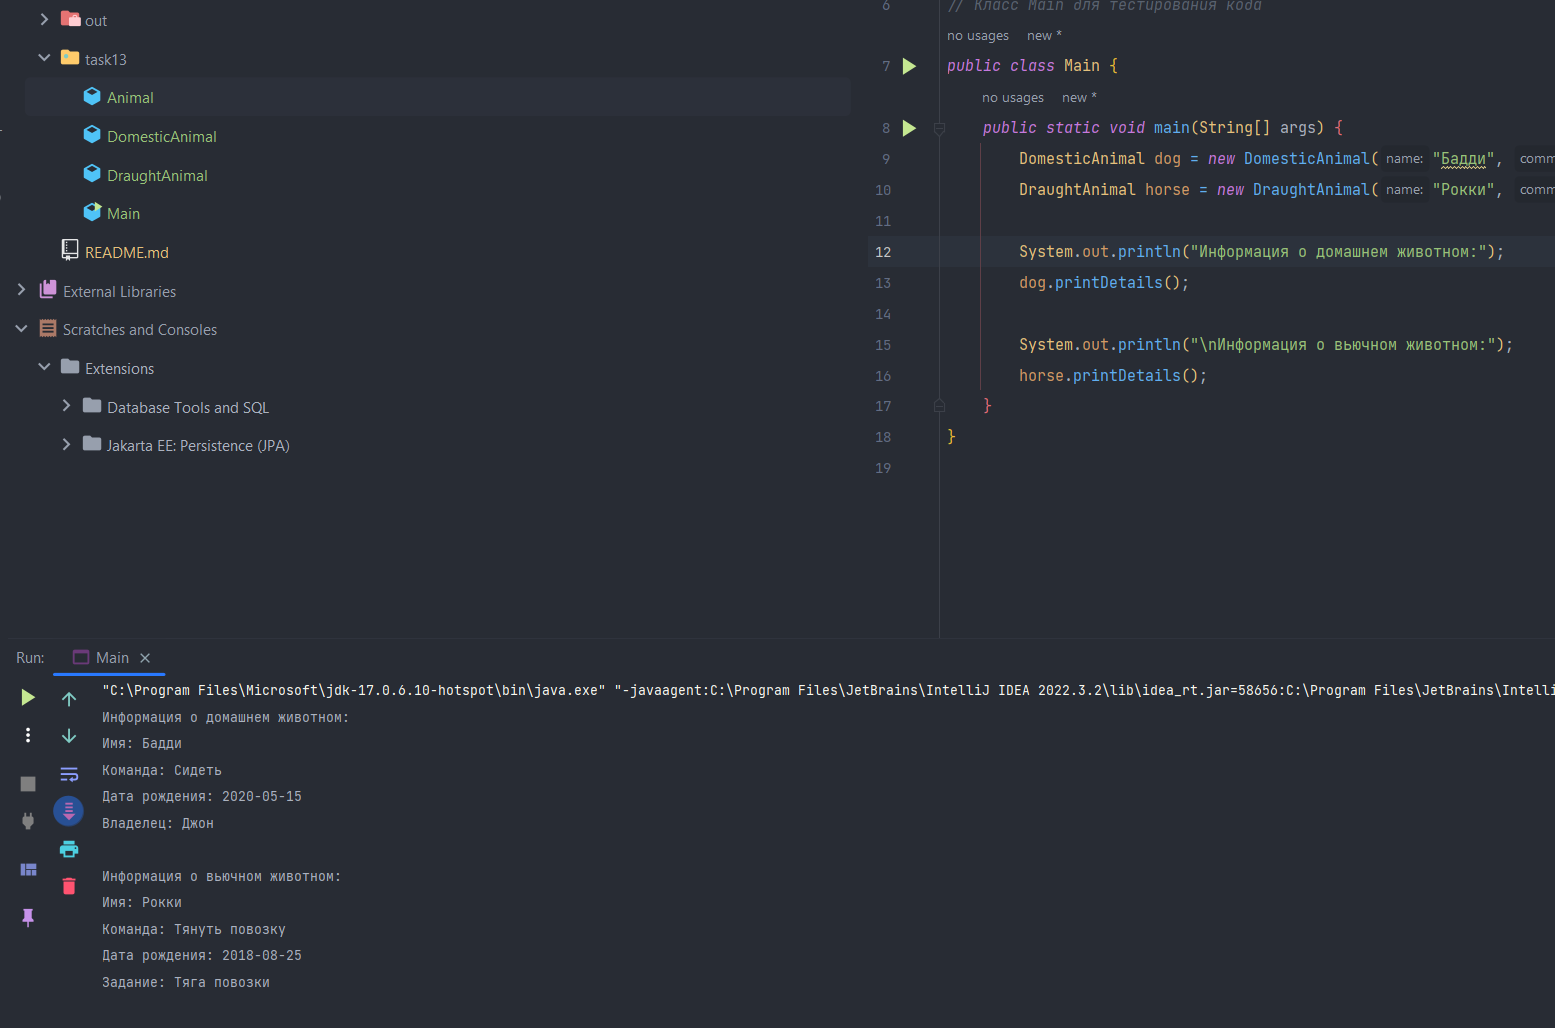 out
task13
Animal
DomesticAnimal
DraughtAnimal
Main
README.md
External Libraries
Scratches and Consoles
Extensions
Database Tools and SQL
Jakarta EE: Persistence (JPA)
6 // Класс Main для тестирования кода
no usages new *
7 public class Main {
no usages new *
8 public static void main(String[] args) {
9 DomesticAnimal dog = new DomesticAnimal( name: "Бадди", comm
10 DraughtAnimal horse = new DraughtAnimal( name: "Рокки", comm
11
12 System.out.println("Информация о домашнем животном:");
13 dog.printDetails();
14
15 System.out.println("\nИнформация о вьючном животном:");
16 horse.printDetails();
17 }
18 }
19
Run: Main
"C:\Program Files\Microsoft\jdk-17.0.6.10-hotspot\bin\java.exe" "-javaagent:C:\Program Files\JetBrains\IntelliJ IDEA 2022.3.2\lib\idea_rt.jar=58656:C:\Program Files\JetBrains\Intelli
Информация о домашнем животном:
Имя: Бадди
Команда: Сидеть
Дата рождения: 2020-05-15
Владелец: Джон
Информация о вьючном животном:
Имя: Рокки
Команда: Тянуть повозку
Дата рождения: 2018-08-25
Задание: Тяга повозки